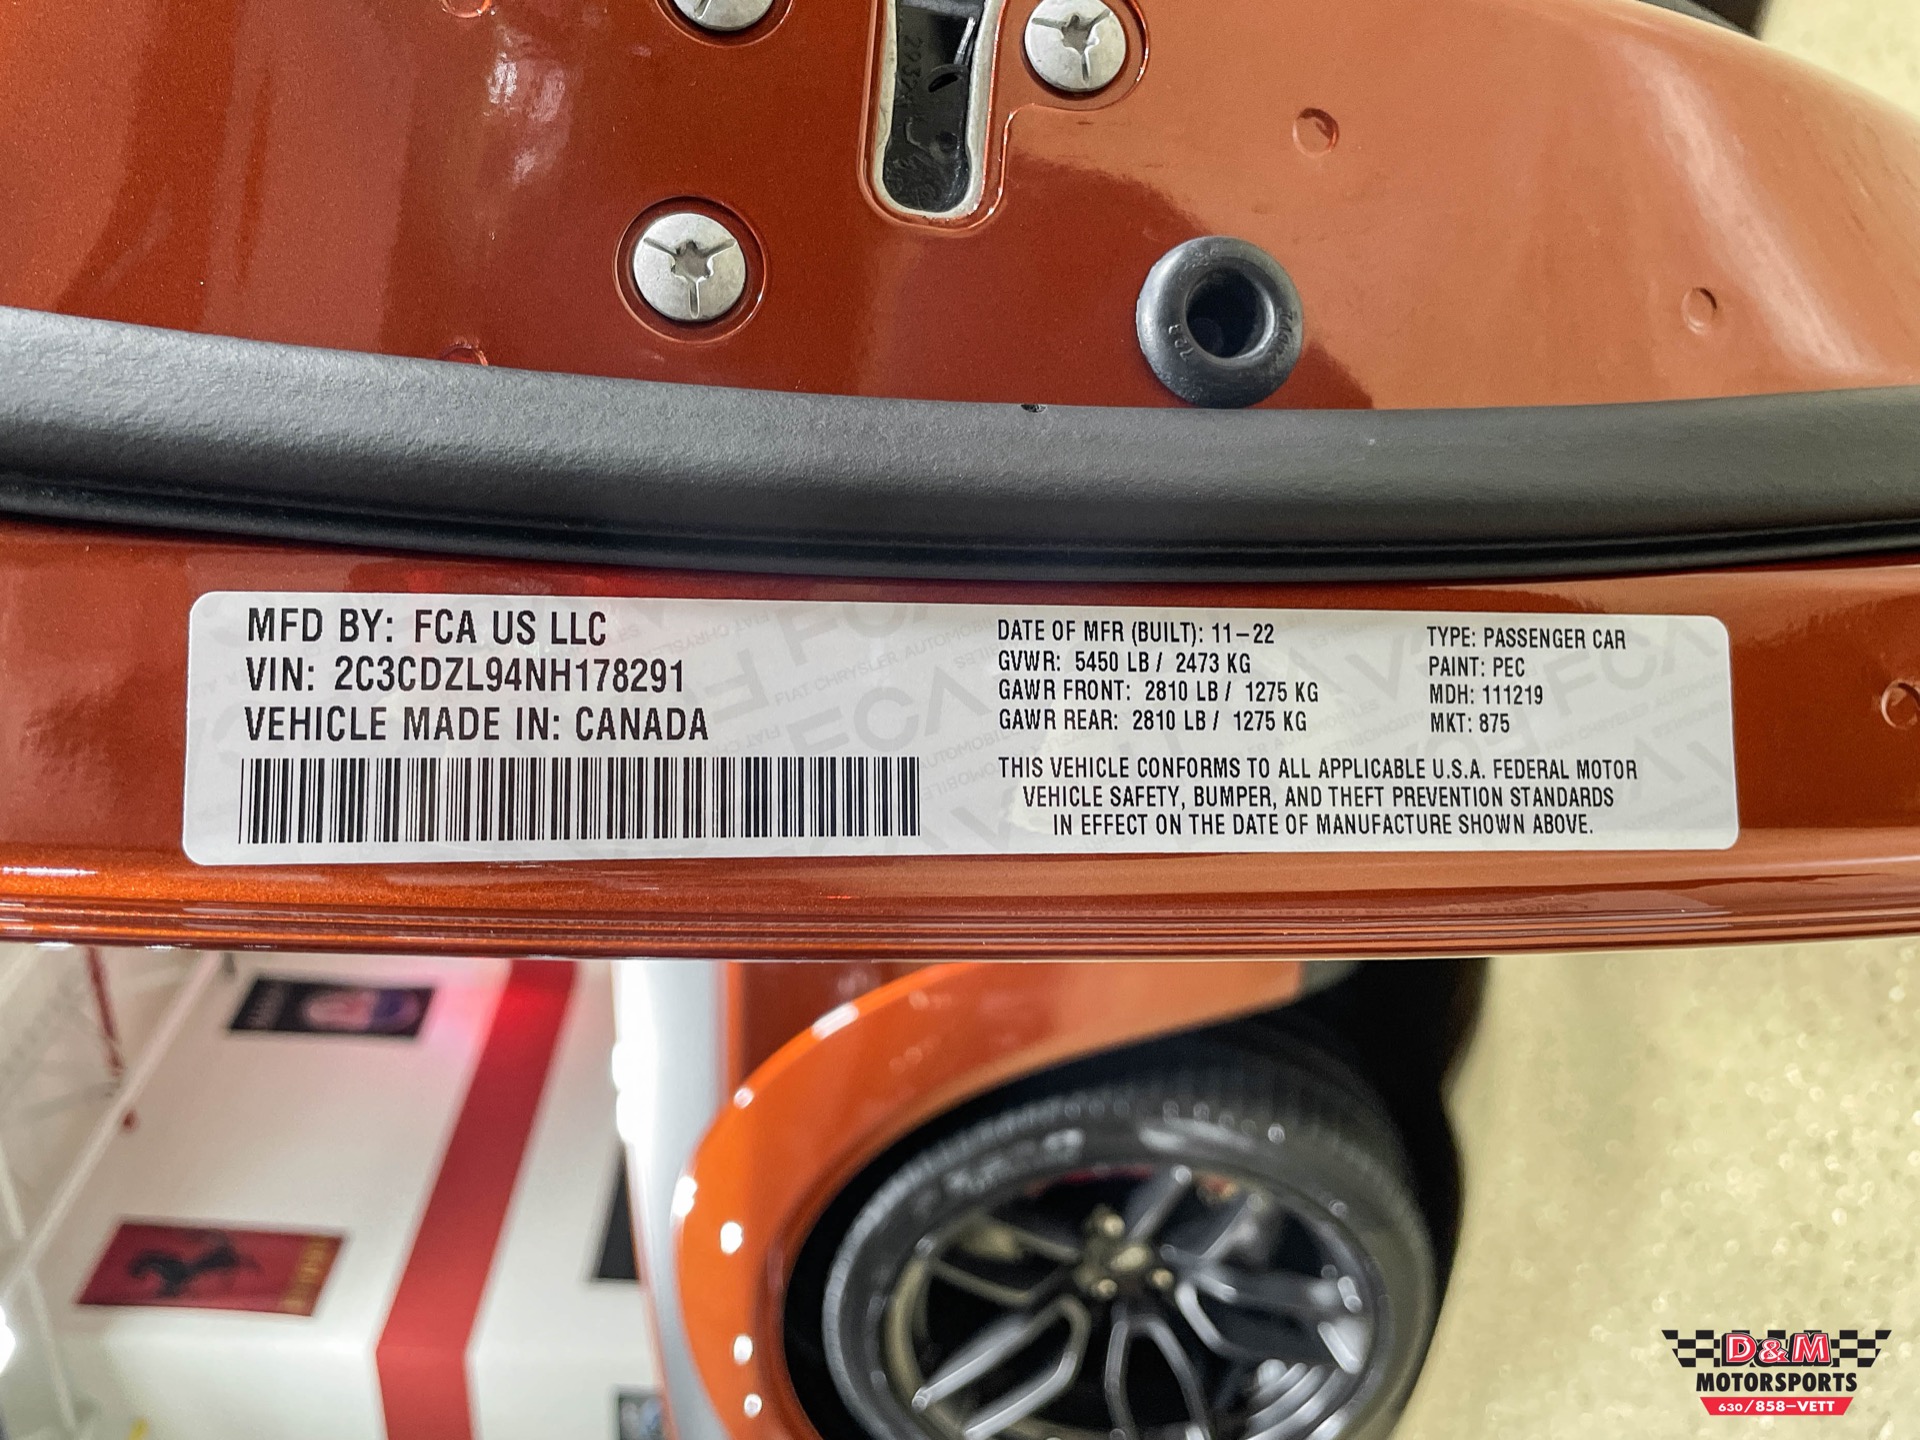 MFD BY: FCA US LLC
VIN: 2C3CDZL94NH178291
VEHICLE MADE IN: CANADA
DATE OF MFR (BUILT): 11-22
GVWR: 5450 LB / 2473 KG
GAWR FRONT: 2810 LB / 1275 KG
GAWR REAR: 2810 LB / 1275 KG
TYPE: PASSENGER CAR
PAINT: PEC
MDH: 111219
MKT: 875
THIS VEHICLE CONFORMS TO ALL APPLICABLE U.S.A. FEDERAL MOTOR
VEHICLE SAFETY, BUMPER, AND THEFT PREVENTION STANDARDS
IN EFFECT ON THE DATE OF MANUFACTURE SHOWN ABOVE.
D&M
MOTORSPORTS
630/858-VETT